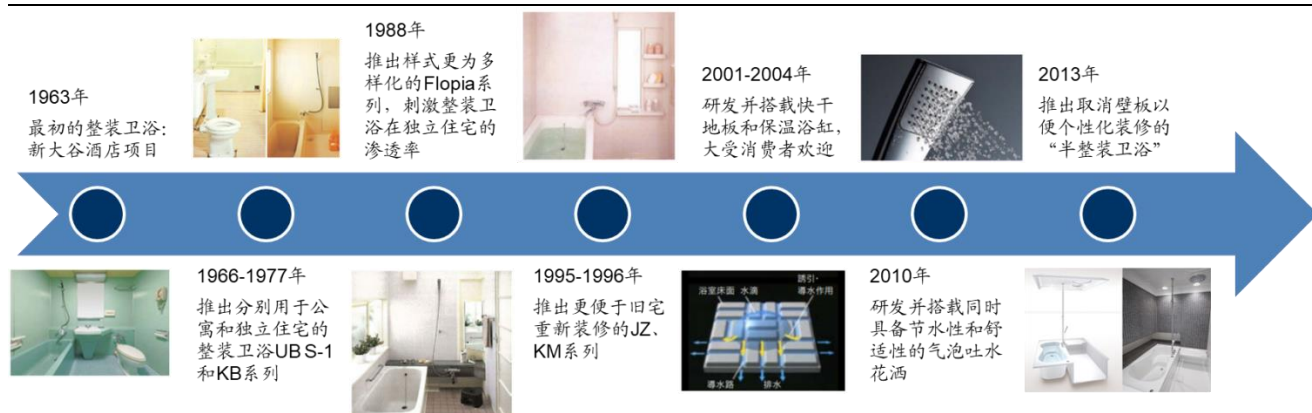 1963年
最初的整装卫浴：
新大谷酒店项目
1966-1977年
推出分别用于公
寓和独立住宅的
整装卫浴UBS-1
和KB系列
1988年
推出样式更为多
样化的Flopia系
列，刺激整装卫
浴在独立住宅的
渗透率
1995-1996年
推出更便于旧宅
重新装修的JZ、
KM系列
2001-2004年
研发并搭载快干
地板和保温浴缸，
大受消费者欢迎
浴室床面 水滴
誘引・
導水作用
導水路 排水
2010年
研发并搭载同时
具备节水性和舒
适性的气泡吐水
花洒
2013年
推出取消壁板以
便个性化装修的
“半整装卫浴”